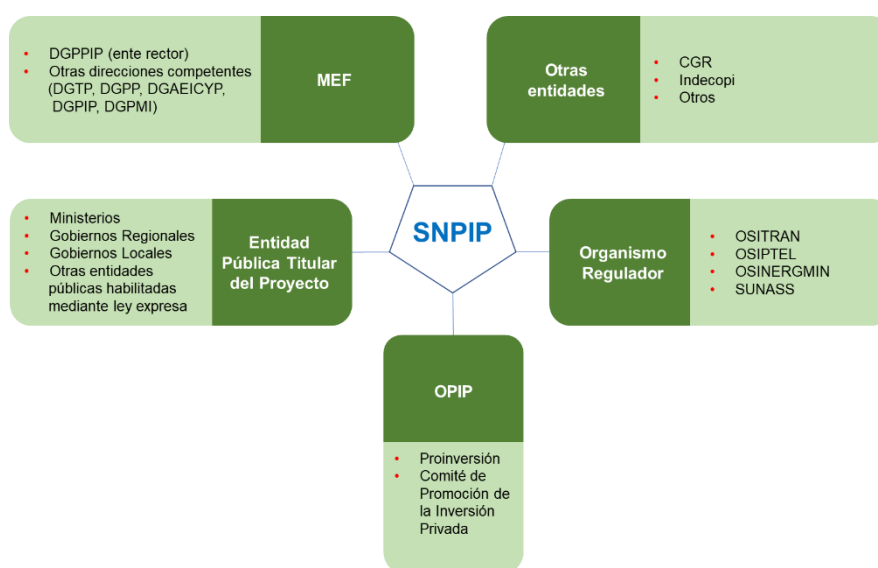 DGPPIP (ente rector)
Otras direcciones competentes
(DGTP, DGPP, DGAEICYP,
DGPIP, DGPMI)
MEF
Otras
entidades
CGR
Indecopi
Otros
Ministerios
Gobiernos Regionales
Gobiernos Locales
Otras entidades
públicas habilitadas
mediante ley expresa
Entidad
Pública Titular
del Proyecto
SNPIP
Organismo
Regulador
OSITRAN
OSIPTEL
OSINERGMIN
SUNASS
OPIP
Proinversión
Comité de
Promoción de
la Inversión
Privada